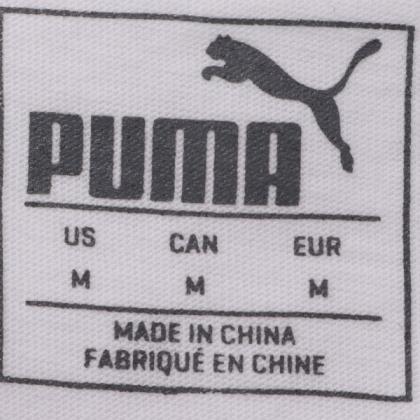 PUMA
US CAN EUR
M M M
MADE IN CHINA
FABRIQUÉ EN CHINE